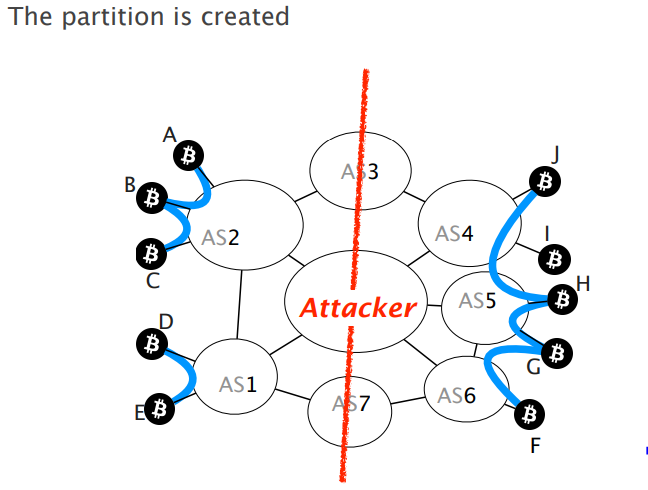 The partition is created
A
J
B
AS3
I
AS2
AS4
C
H
AS5
Attacker
D
G
AS1
AS6
E
AS7
F